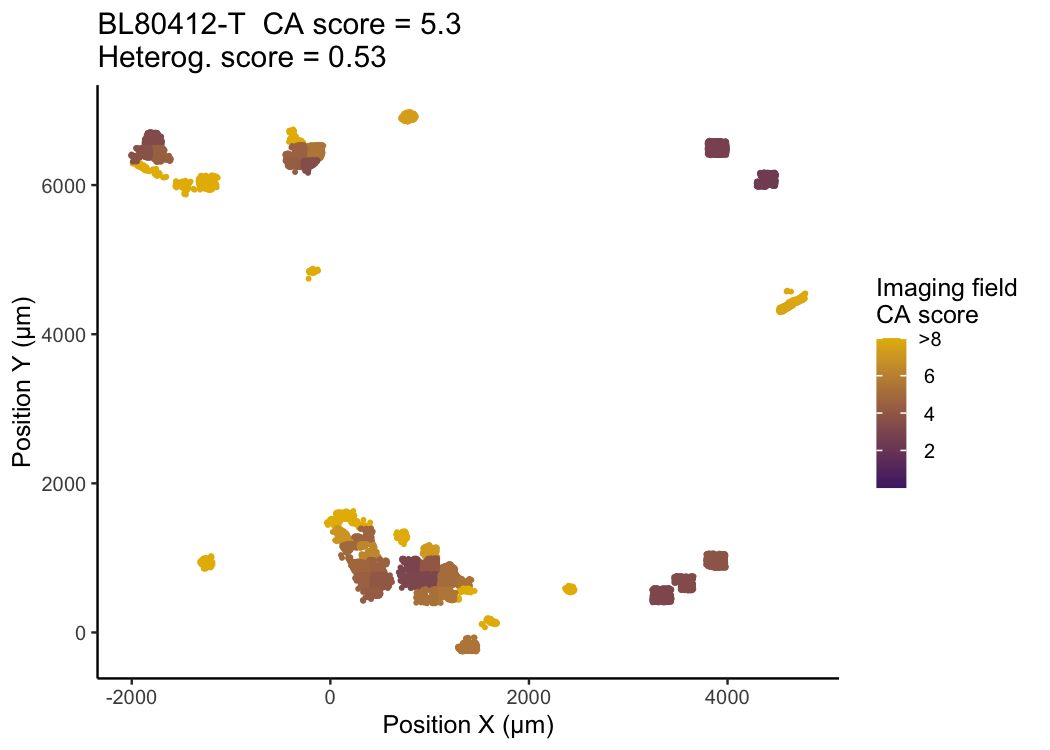 BL80412-T  CA score = 5.3
Heterog. score = 0.53
6000
4000
2000
0
Position Y (µm)
-2000
0
2000
4000
Position X (µm)
Imaging field
CA score
>8
6
4
2